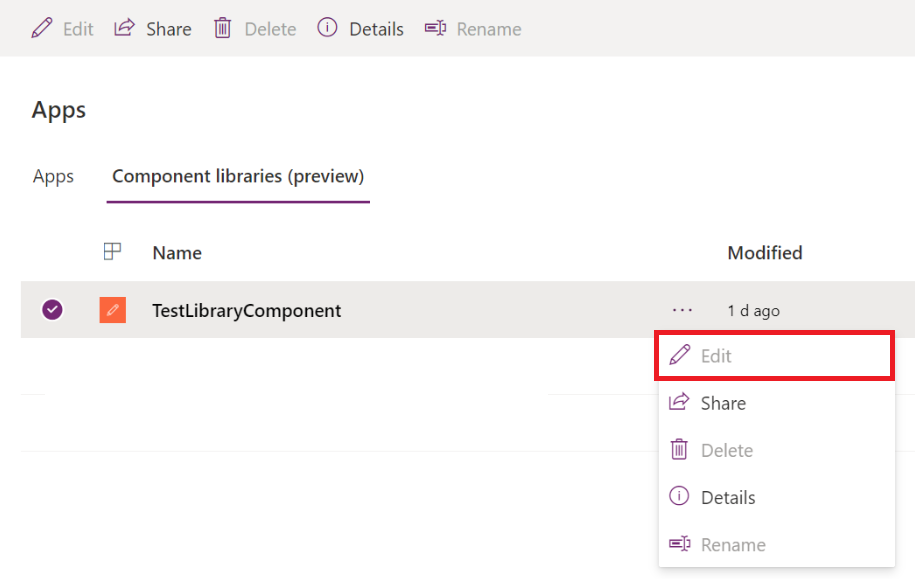 Edit Share Delete Details Rename
Apps
Apps Component libraries (preview)
Name Modified
TestLibraryComponent ... 1 d ago
Edit
Share
Delete
Details
Rename